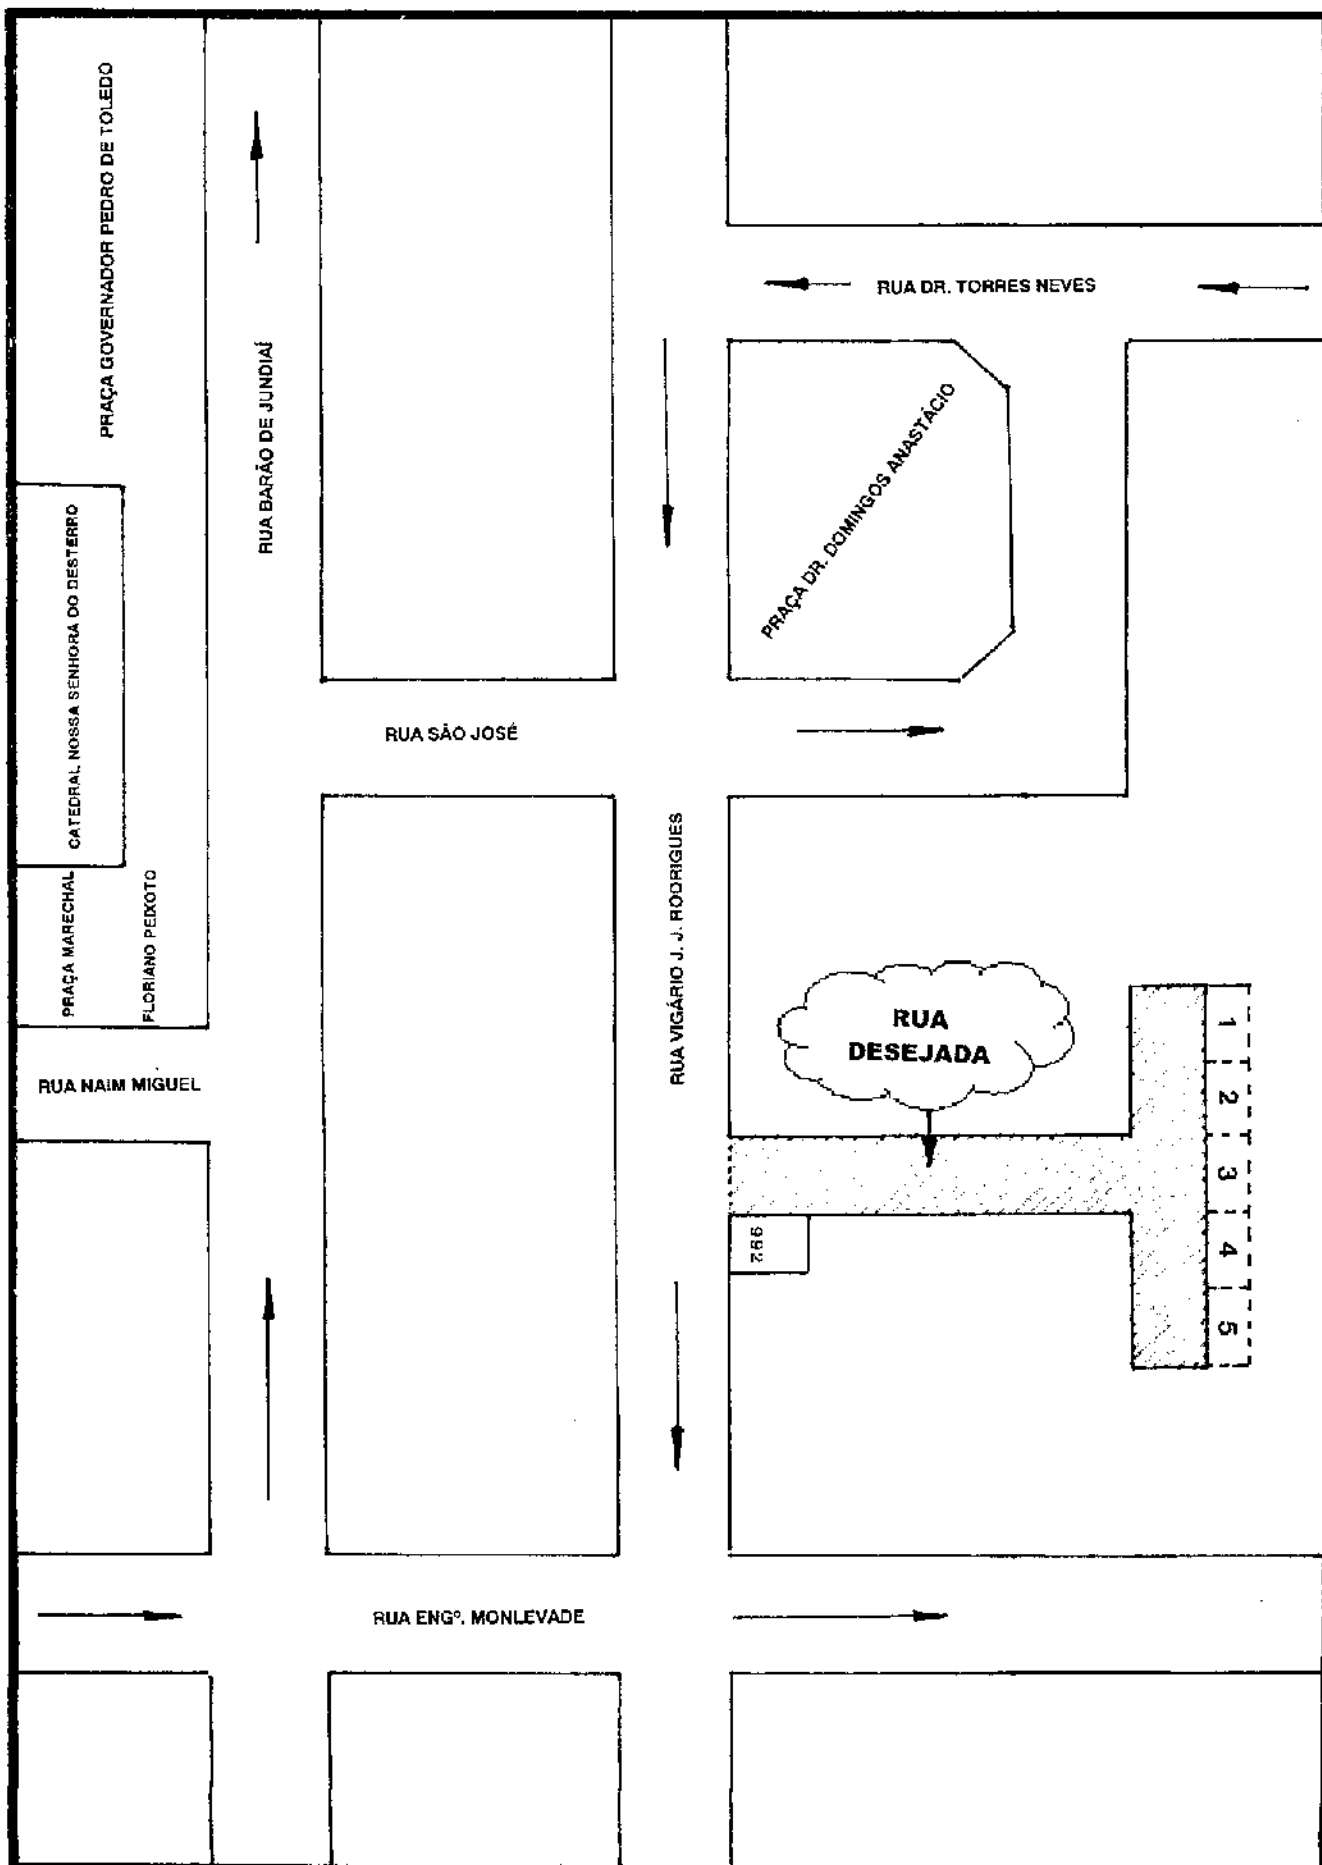 PRAÇA GOVERNADOR PEDRO DE TOLEDO
RUA BARÃO DE JUNDIAÍ
RUA DR. TORRES NEVES
PRAÇA DR. DOMINGOS ANASTÁCIO
CATEDRAL NOSSA SENHORA DO DESTERRO
RUA SÃO JOSÉ
PRAÇA MARECHAL
FLORIANO PEIXOTO
RUA VIGÁRIO J. J. RODRIGUES
RUA
DESEJADA
RUA NAIM MIGUEL
1
2
3
4
5
992
RUA ENGº. MONLEVADE